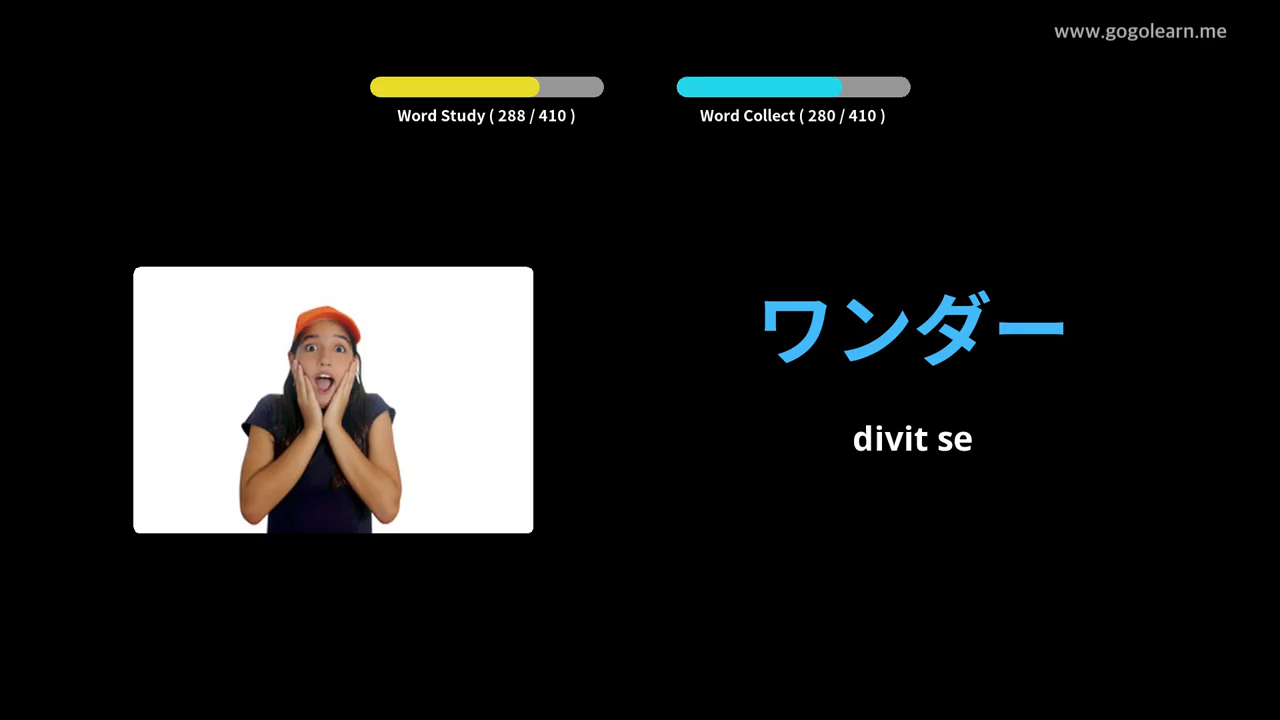 www.gogolearn.me
Word Study ( 288 / 410 )
Word Collect ( 280 / 410 )
ワンダー
divit se